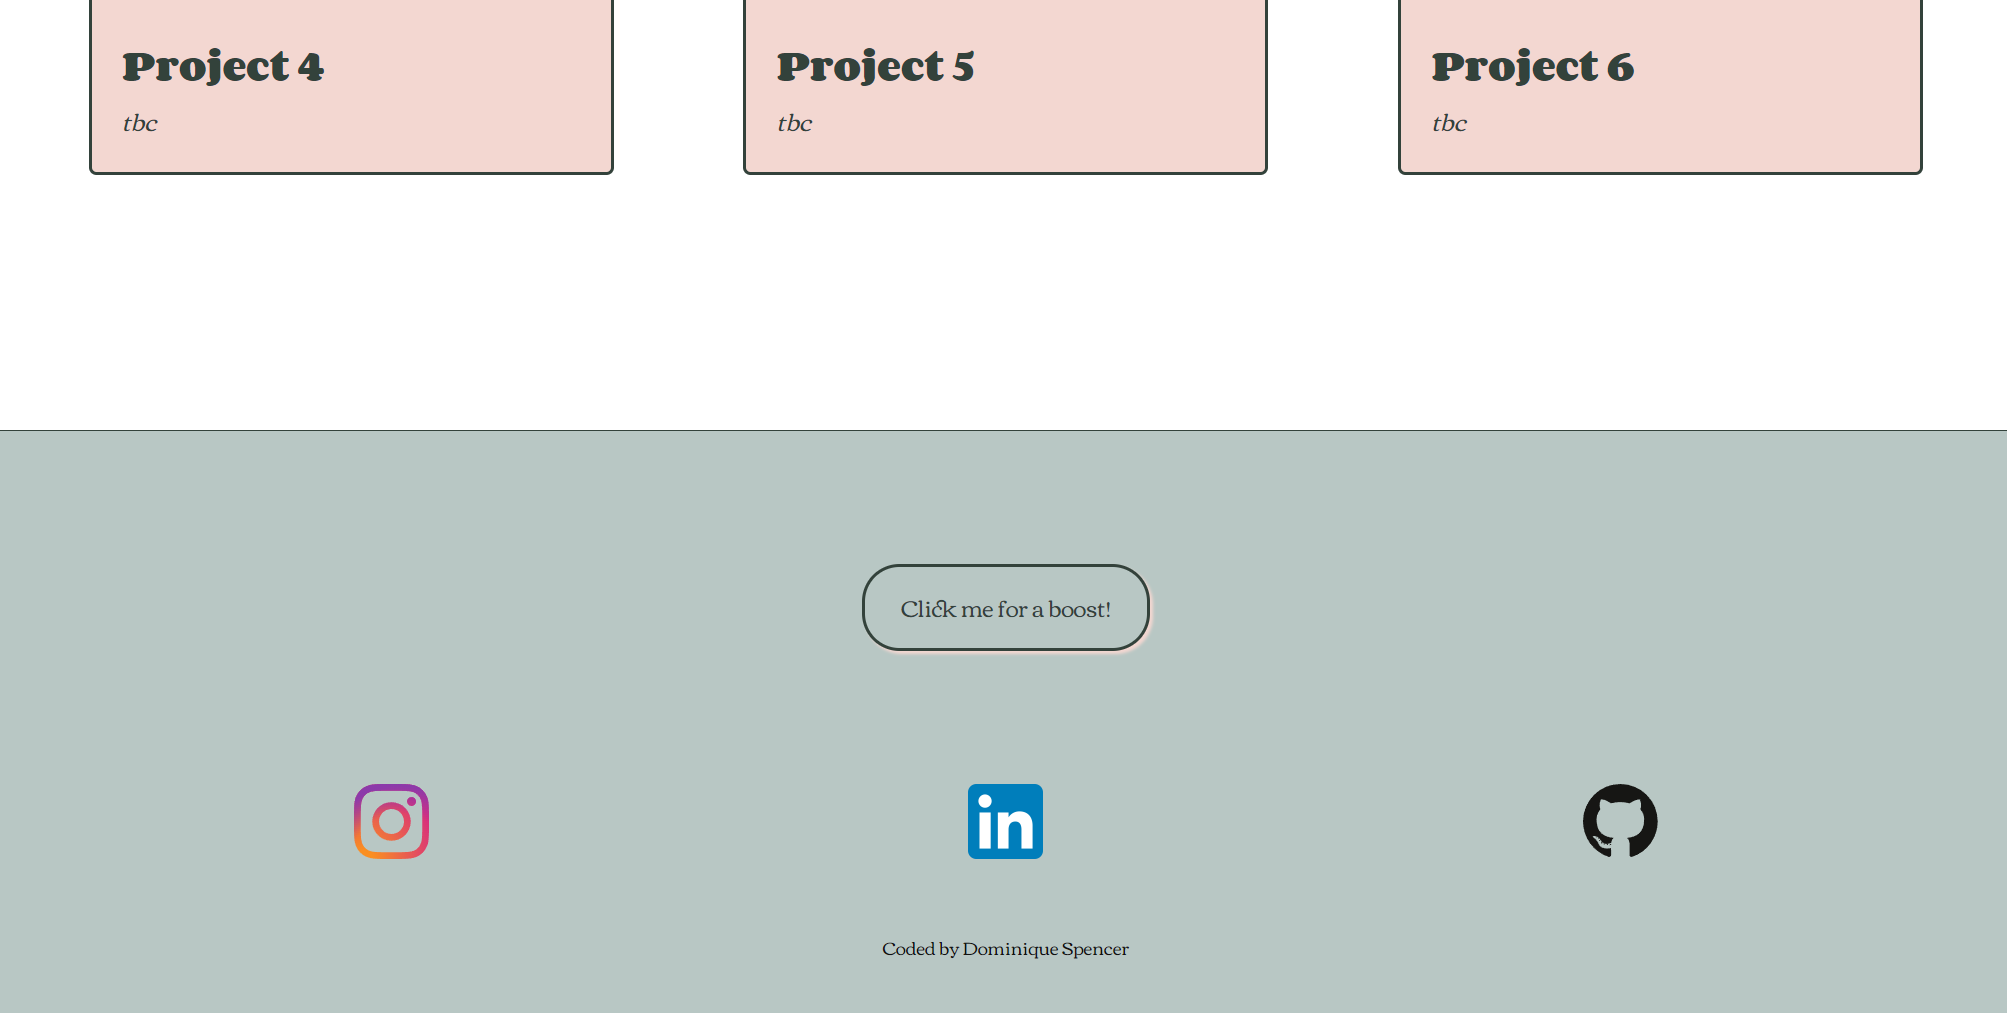 Project 4
tbc
Project 5
tbc
Project 6
tbc
Click me for a boost!
in
Coded by Dominique Spencer